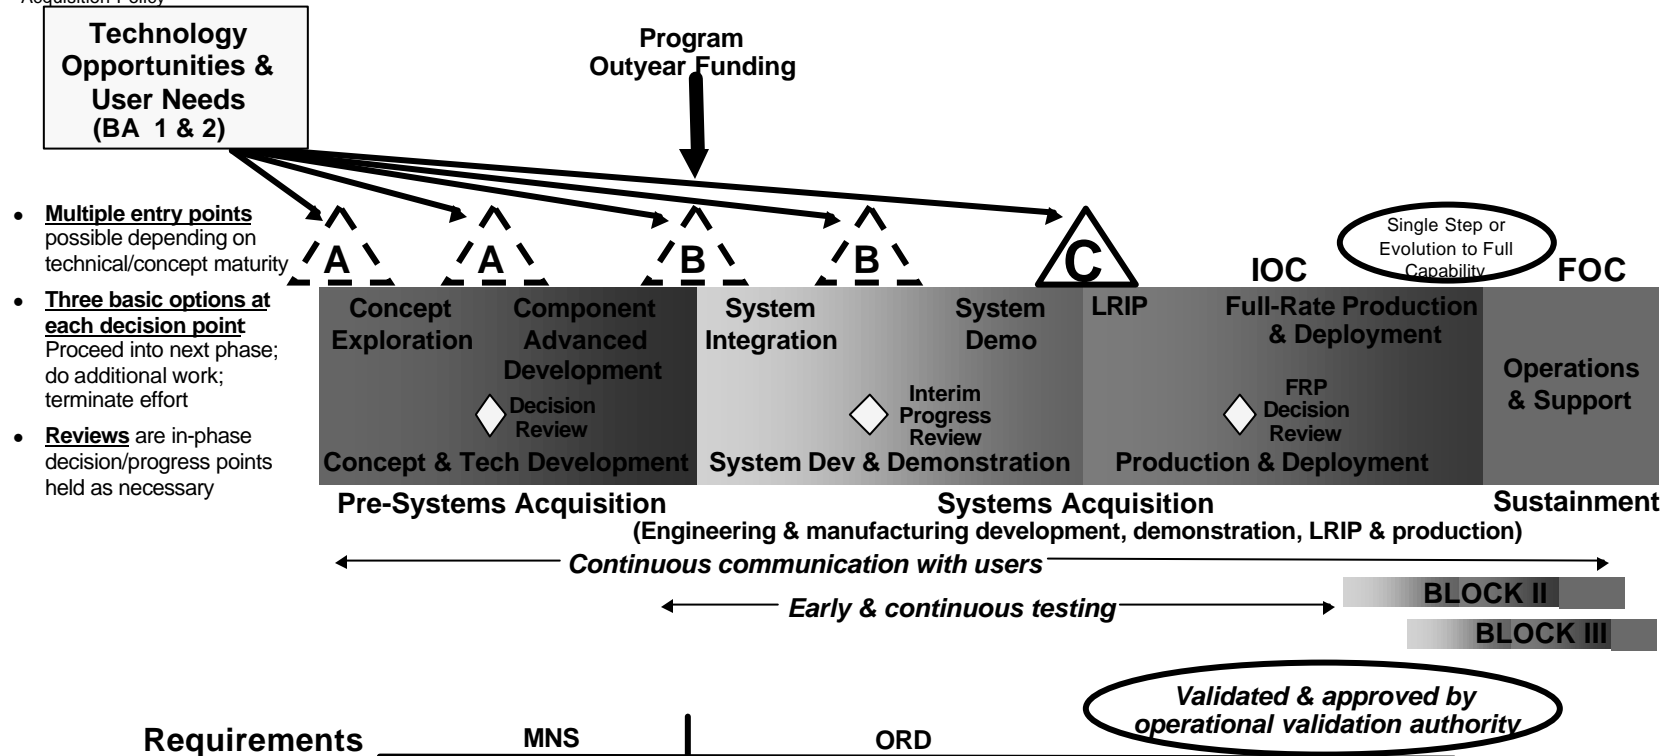 Acquisition Policy
Technology
Opportunities &
User Needs
(BA 1 & 2)
Program
Outyear Funding
• Multiple entry points
possible depending on
technical/concept maturity
• Three basic options at
each decision point
Proceed into next phase;
do additional work;
terminate effort
• Reviews are in-phase
decision/progress points
held as necessary
A
A
B
B
C
IOC
Single Step or
Evolution to Full
Capability
FOC
Concept
Exploration
Component
Advanced
Development
Decision
Review
Concept & Tech Development
System
Integration
System
Demo
Interim
Progress
Review
System Dev & Demonstration
LRIP
Full-Rate Production
& Deployment
FRP
Decision
Review
Production & Deployment
Operations
& Support
Pre-Systems Acquisition
Systems Acquisition
Sustainment
(Engineering & manufacturing development, demonstration, LRIP & production)
Continuous communication with users
Early & continuous testing
BLOCK II
BLOCK III
Validated & approved by
operational validation authority
Requirements
MNS
ORD